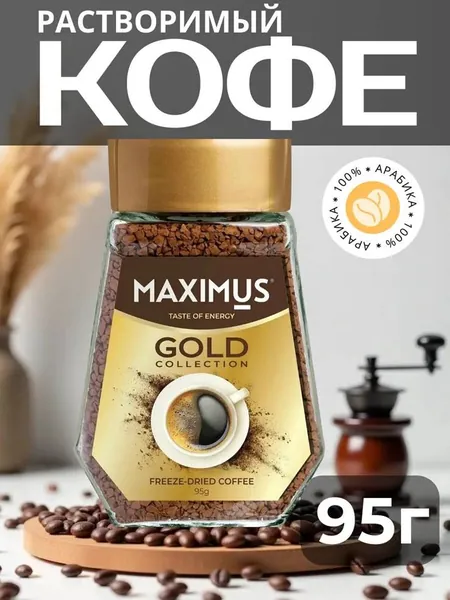 РАСТВОРИМЫЙ
КОФЕ
АРАБИКА * 100% * АРАБИКА * 100% *
MAXIMUS®
TASTE OF ENERGY
GOLD
COLLECTION
FREEZE-DRIED COFFEE
95g
95г